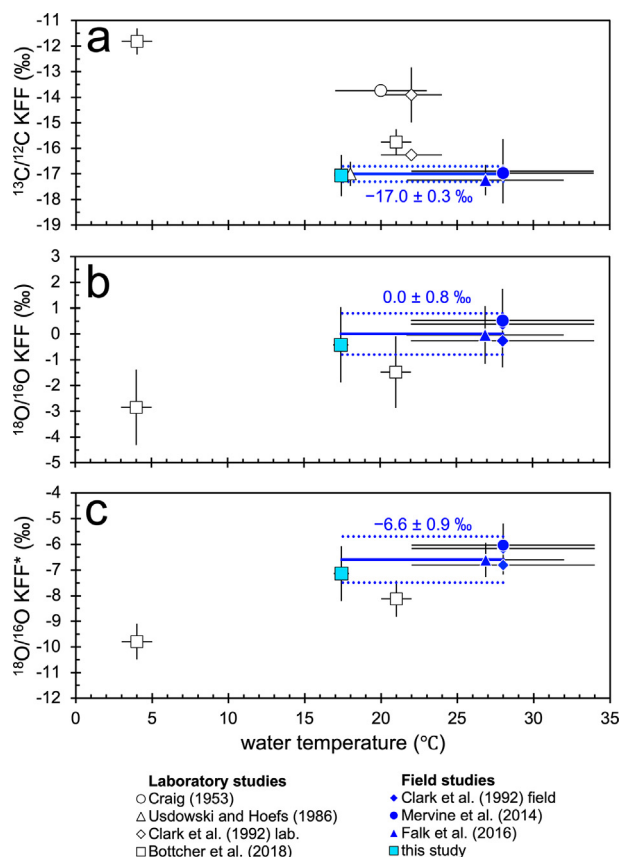 a
-11
-12
-13
-14
-15
-16
-17
-18
-19
¹³C/¹²C KFF (‰)
−17.0 ± 0.3 ‰
b
3
2
1
0
-1
-2
-3
-4
-5
¹⁸O/¹⁶O KFF (‰)
0.0 ± 0.8 ‰
c
-4
-5
-6
-7
-8
-9
-10
-11
-12
¹⁸O/¹⁶O KFF* (‰)
−6.6 ± 0.9 ‰
0 5 10 15 20 25 30 35
water temperature (℃)
Laboratory studies
Craig (1953)
Usdowski and Hoefs (1986)
Clark et al. (1992) lab.
Bottcher et al. (2018)
Field studies
Clark et al. (1992) field
Mervine et al. (2014)
Falk et al. (2016)
this study